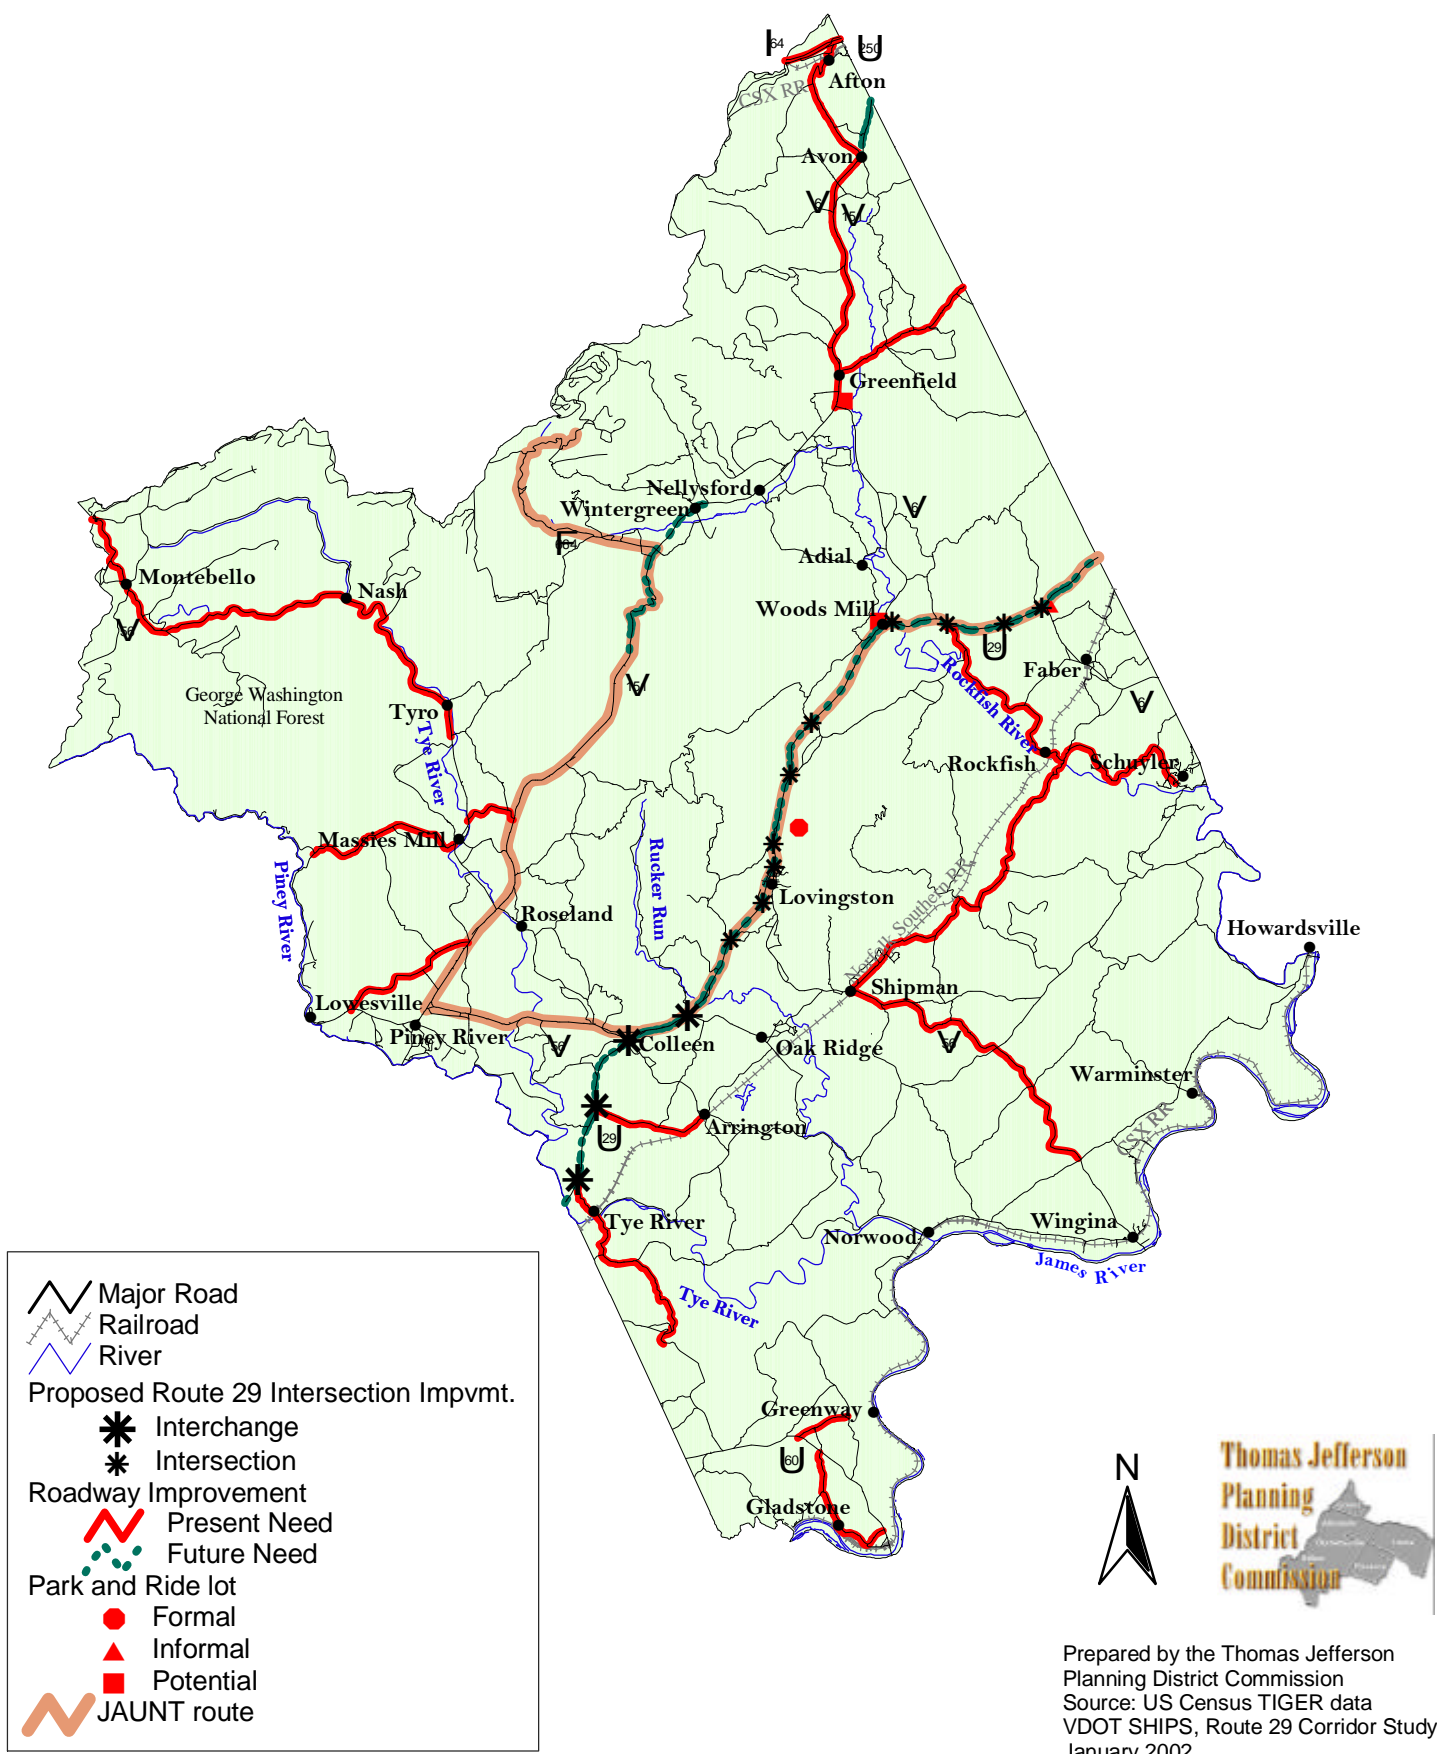 I 64 U 250
Afton
CSX RR
Avon
V 6 V 151
Greenfield
Nellysford
Wintergreen
V 6
F 664
Adial
Montebello
Nash
Woods Mill
V 56
U 29
Faber
Rockfish River
George Washington
National Forest
V 151
V 6
Tyro
Tye River
Rockfish
Schuyler
Massies Mill
Piney River
Rucker Run
Lovingston
Norfolk Southern RR
Roseland
Howardsville
Lowesville
Shipman
Piney River
V 56
Colleen
Oak Ridge
V 56
Warminster
CSX RR
Arrington
U 29
Tye River
Norwood
Wingina
James River
Tye River
Greenway
U 60
Gladstone
Major Road
Railroad
River
Proposed Route 29 Intersection Impvmt.
Interchange
Intersection
Roadway Improvement
Present Need
Future Need
Park and Ride lot
Formal
Informal
Potential
JAUNT route
N
Thomas Jefferson
Planning
District
Commission
Prepared by the Thomas Jefferson
Planning District Commission
Source: US Census TIGER data
VDOT SHIPS, Route 29 Corridor Study
January 2002